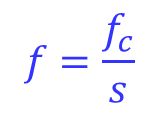 f = f_c / s